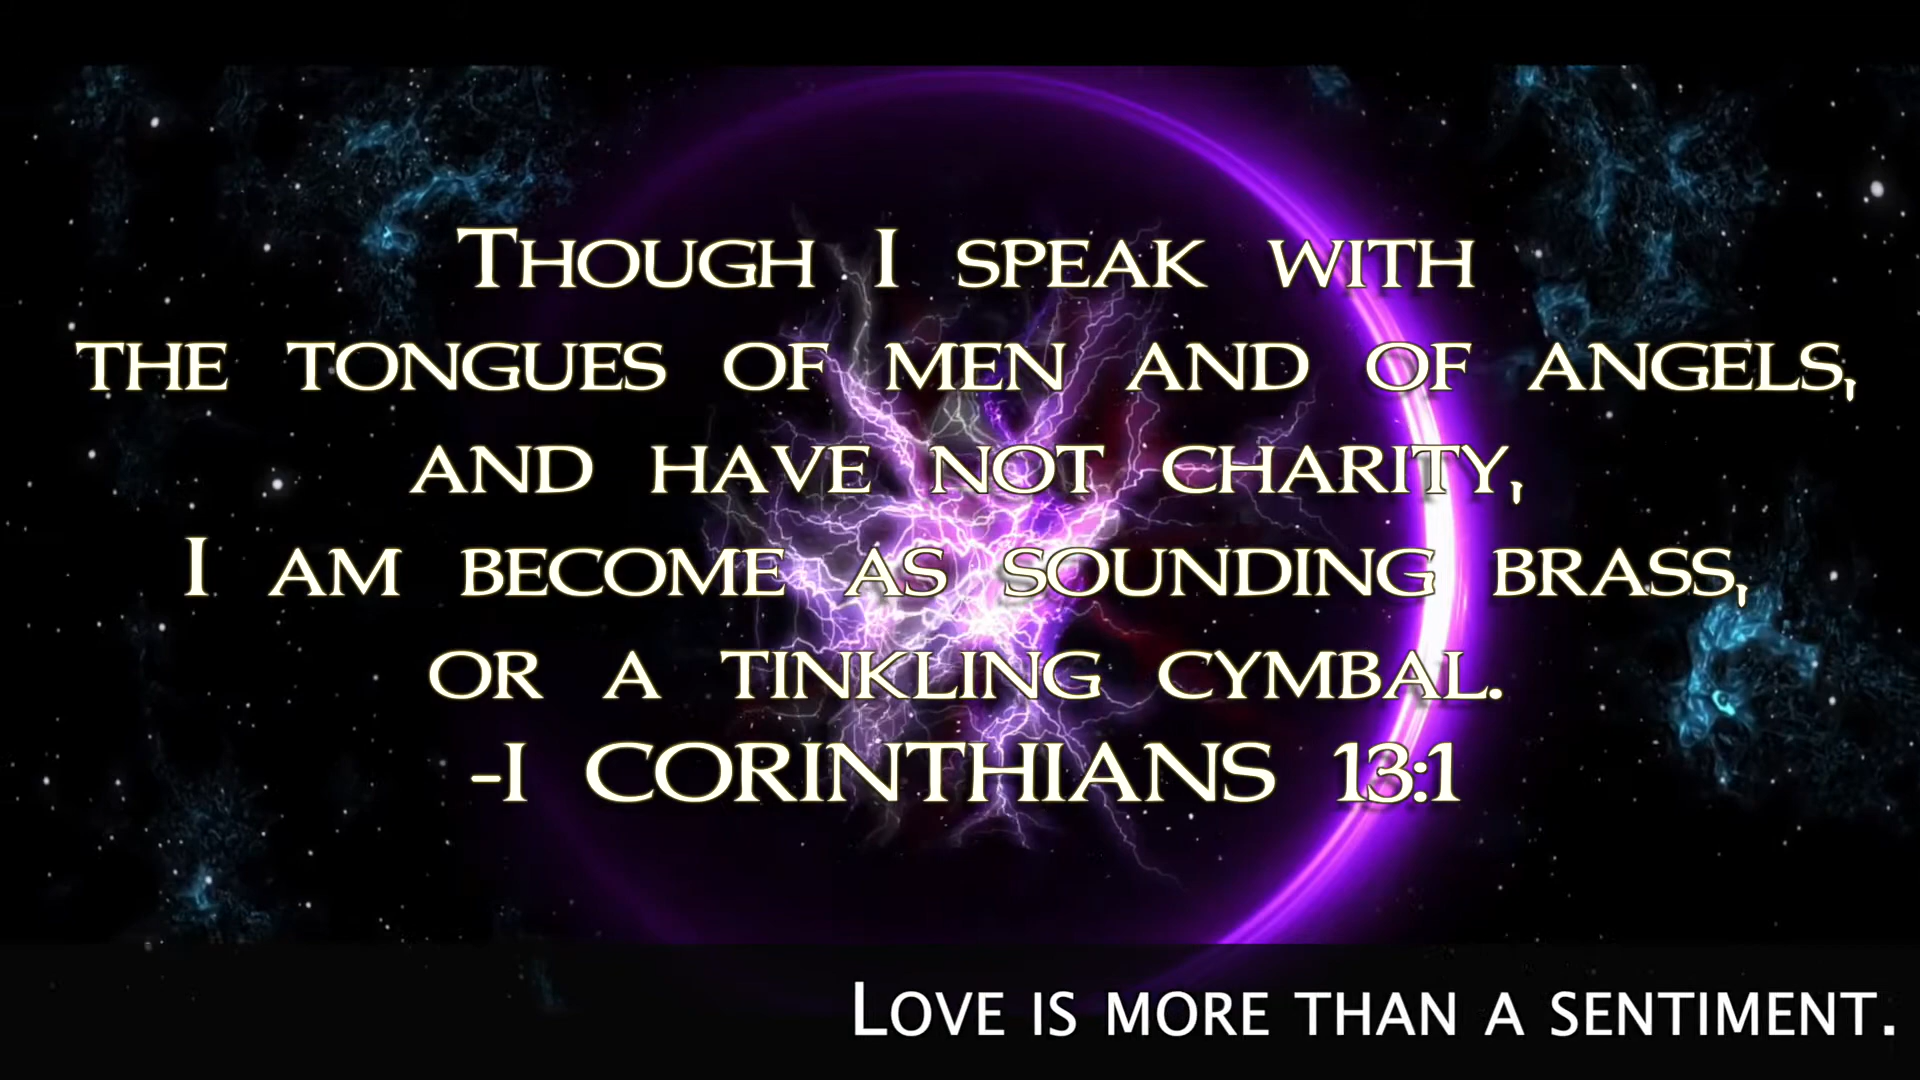 Though I speak with
the tongues of men and of angels,
and have not charity,
I am become as sounding brass,
or a tinkling cymbal.
-I CORINTHIANS 13:1
Love is more than a sentiment.